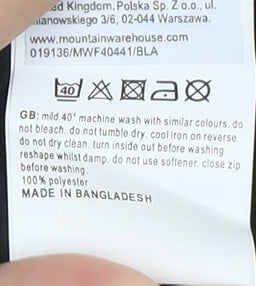 d Kingdom. Polska Sp. Z o.o., ul.
anowskiego 3/6, 02-044 Warszawa.
www.mountainwarehouse.com
019136/MWF40441/BLA
40
GB: mild 40° machine wash with similar colours. do
not bleach. do not tumble dry. cool iron on reverse.
do not dry clean. turn inside out before washing.
reshape whilst damp. do not use softener. close zip
before washing.
100% polyester
MADE IN BANGLADESH